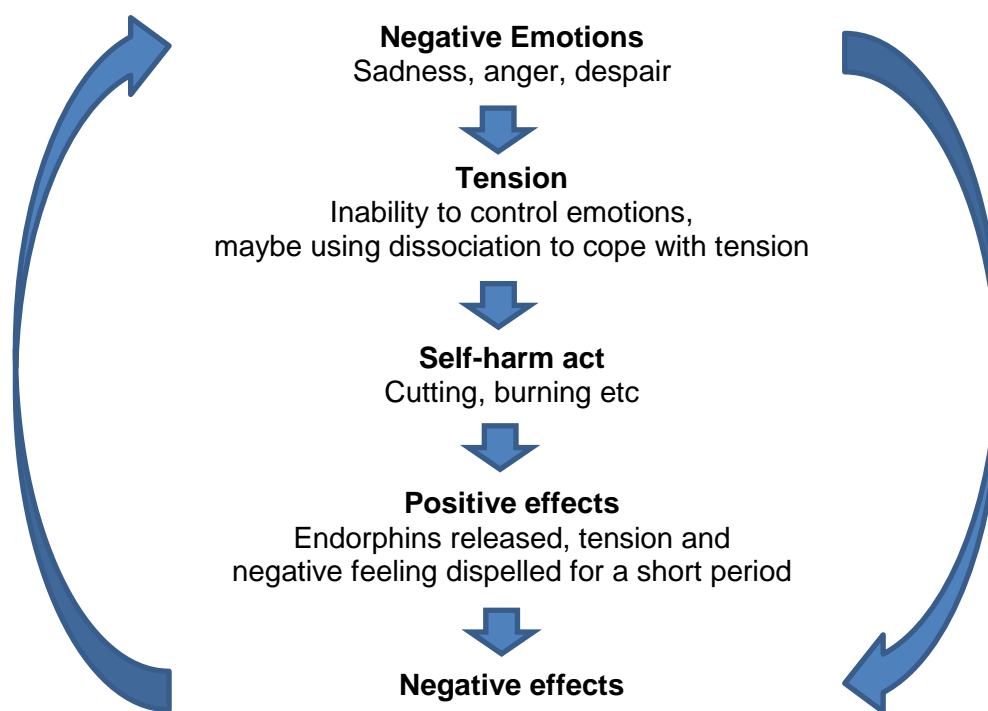 Negative Emotions
Sadness, anger, despair
Tension
Inability to control emotions,
maybe using dissociation to cope with tension
Self-harm act
Cutting, burning etc
Positive effects
Endorphins released, tension and
negative feeling dispelled for a short period
Negative effects